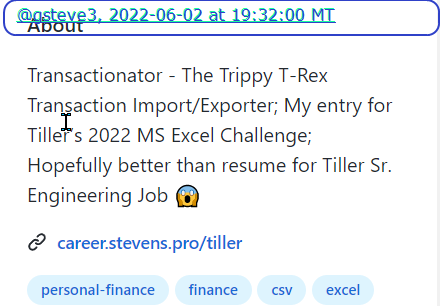 @qsteve3, 2022-06-02 at 19:32:00 MT
About
Transactionator - The Trippy T-Rex
Transaction Import/Exporter; My entry for
Tiller's 2022 MS Excel Challenge;
Hopefully better than resume for Tiller Sr.
Engineering Job 😱
career.stevens.pro/tiller
personal-finance finance csv excel